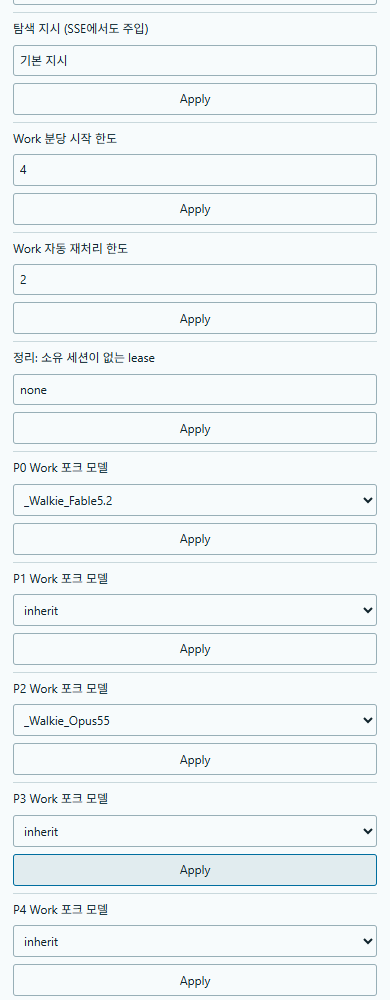 탐색 지시 (SSE에서도 주입)
기본 지시
Apply
Work 분당 시작 한도
4
Apply
Work 자동 재처리 한도
2
Apply
정리: 소유 세션이 없는 lease
none
Apply
P0 Work 포크 모델
_Walkie_Fable5.2
Apply
P1 Work 포크 모델
inherit
Apply
P2 Work 포크 모델
_Walkie_Opus55
Apply
P3 Work 포크 모델
inherit
Apply
P4 Work 포크 모델
inherit
Apply